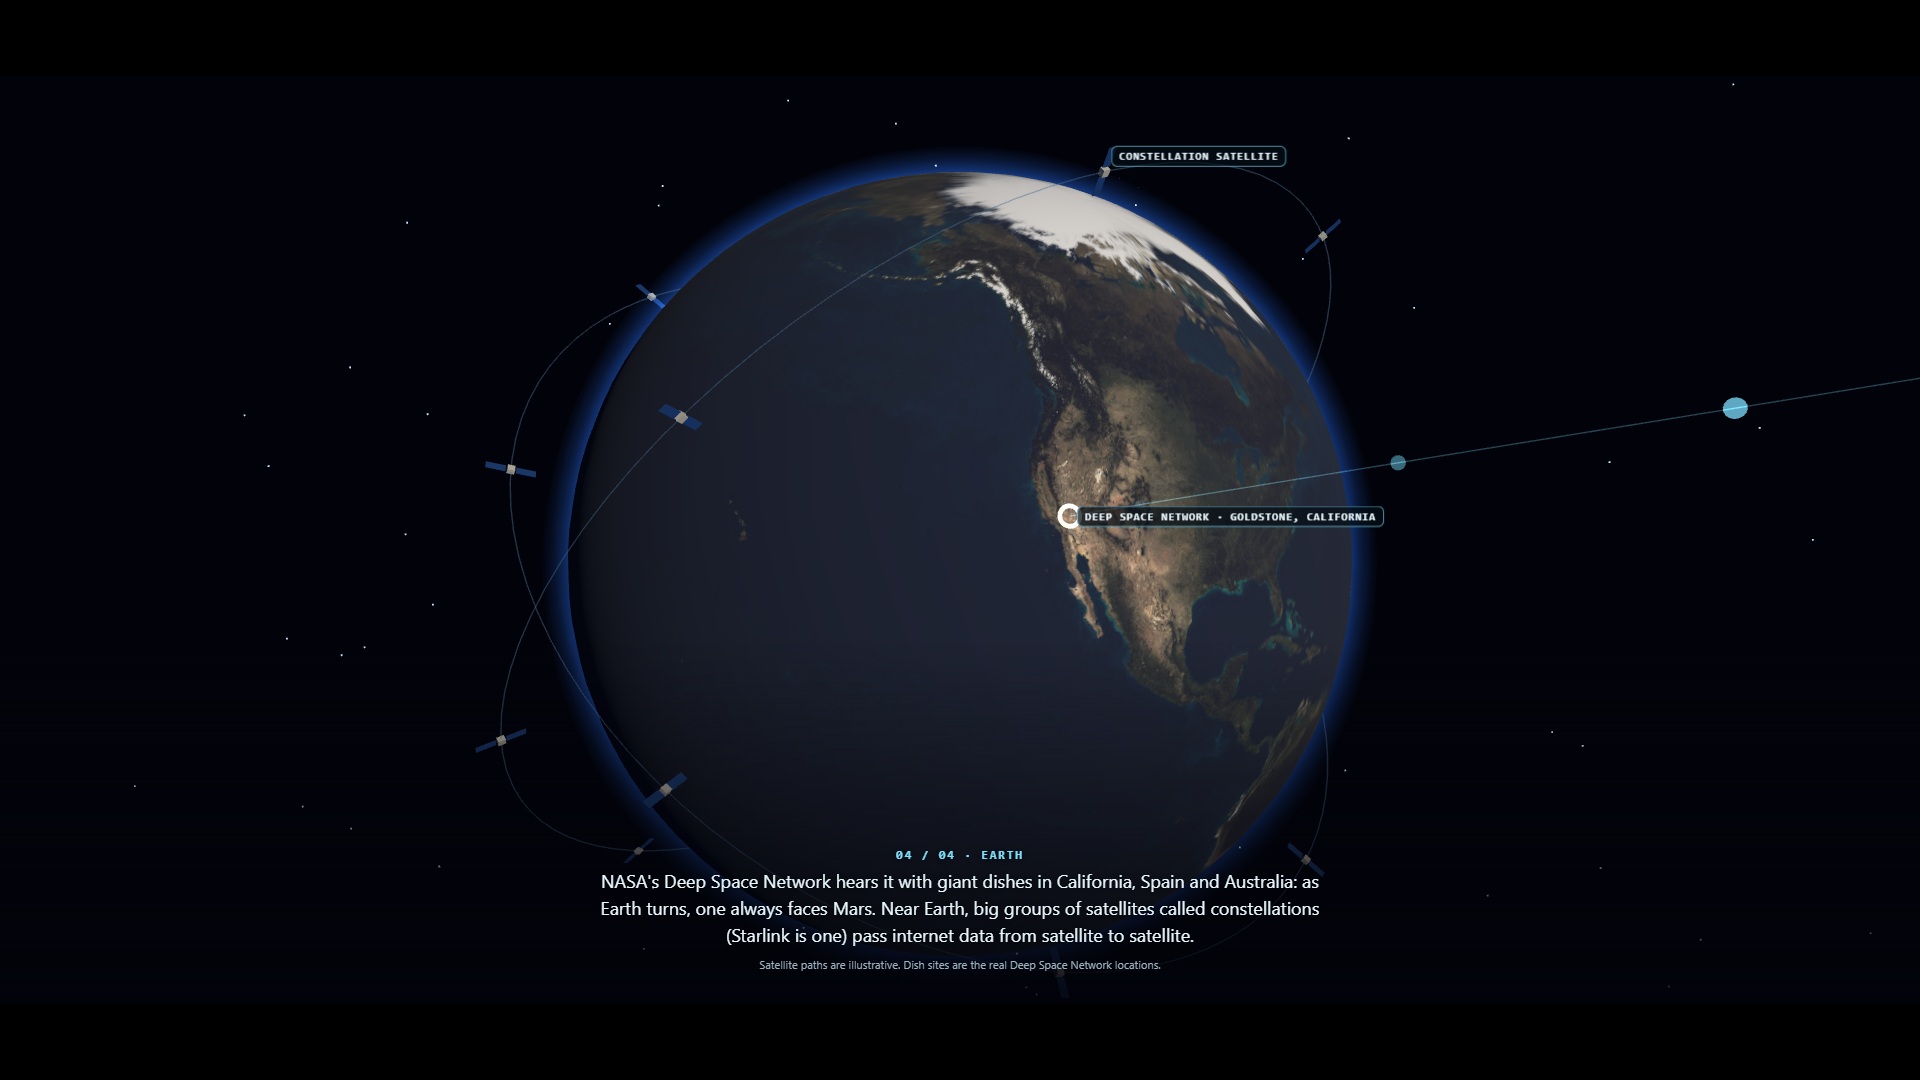 CONSTELLATION SATELLITE
DEEP SPACE NETWORK · GOLDSTONE, CALIFORNIA
04 / 04 · EARTH
NASA's Deep Space Network hears it with giant dishes in California, Spain and Australia: as
Earth turns, one always faces Mars. Near Earth, big groups of satellites called constellations
(Starlink is one) pass internet data from satellite to satellite.
Satellite paths are illustrative. Dish sites are the real Deep Space Network locations.